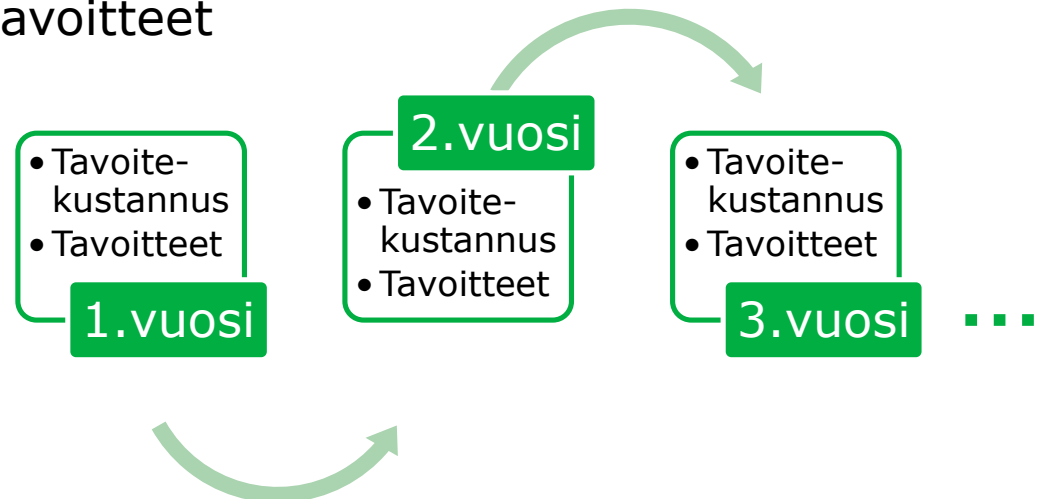 avoitteet
• Tavoite-
kustannus
• Tavoitteet
1.vuosi
2.vuosi
• Tavoite-
kustannus
• Tavoitteet
• Tavoite-
kustannus
• Tavoitteet
3.vuosi
...